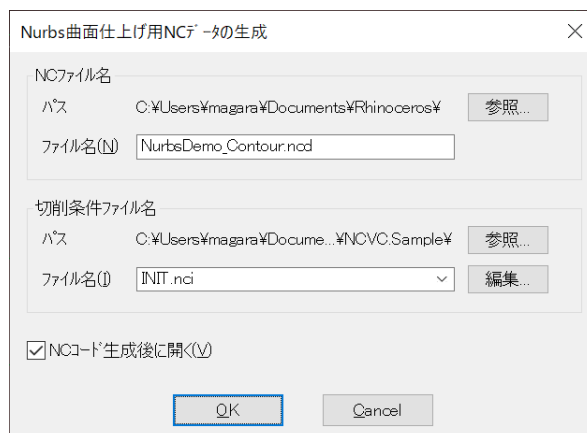 Nurbs曲面仕上げ用NCデータの生成
NCファイル名
パス C:¥Users¥magara¥Documents¥Rhinoceros¥ 参照...
ファイル名(N) NurbsDemo_Contour.ncd
切削条件ファイル名
パス C:¥Users¥magara¥Docume...¥NCVC.Sample¥ 参照...
ファイル名(I) INIT.nci 編集...
NCコード生成後に開く(V)
OK Cancel